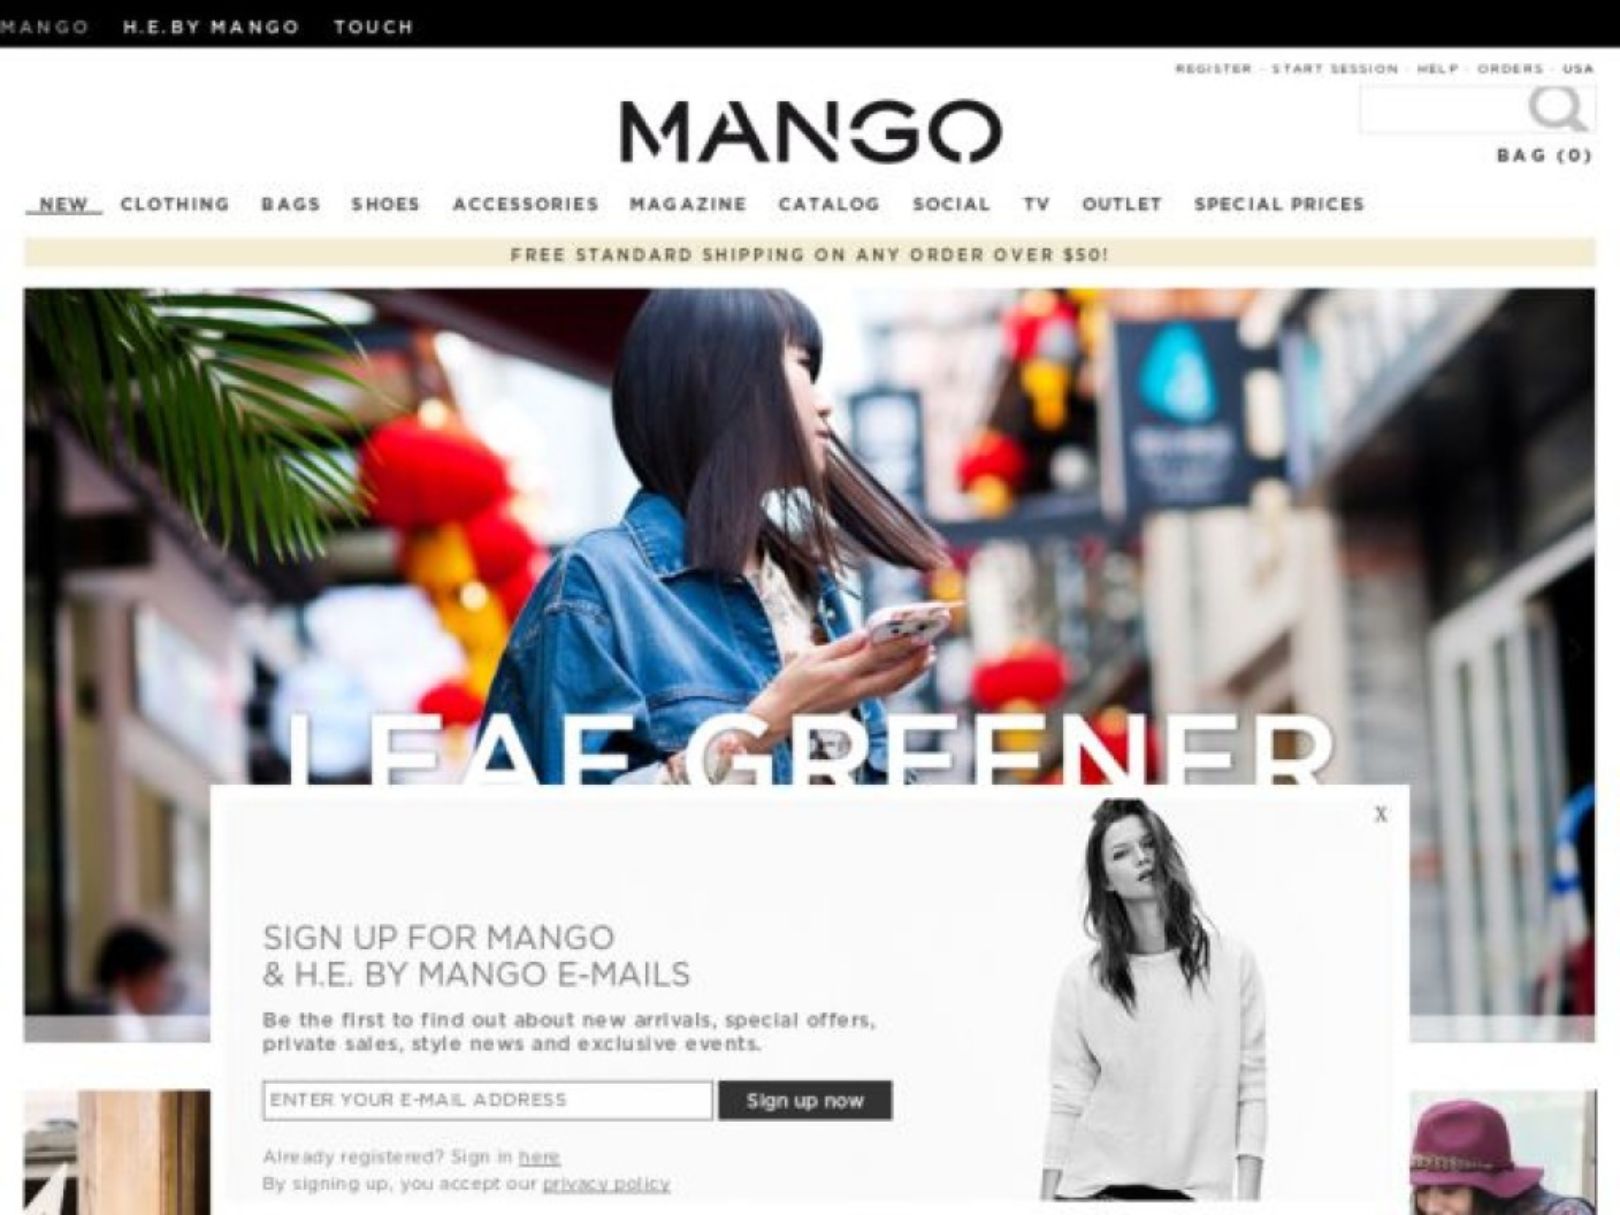 MANGO H.E.BY MANGO TOUCH
REGISTER - START SESSION - HELP - ORDERS - USA
MANGO
BAG (0)
NEW CLOTHING BAGS SHOES ACCESSORIES MAGAZINE CATALOG SOCIAL TV OUTLET SPECIAL PRICES
FREE STANDARD SHIPPING ON ANY ORDER OVER $50!
LEAF GREENER
X
SIGN UP FOR MANGO
& H.E. BY MANGO E-MAILS
Be the first to find out about new arrivals, special offers,
private sales, style news and exclusive events.
ENTER YOUR E-MAIL ADDRESS Sign up now
Already registered? Sign in here
By signing up, you accept our privacy policy